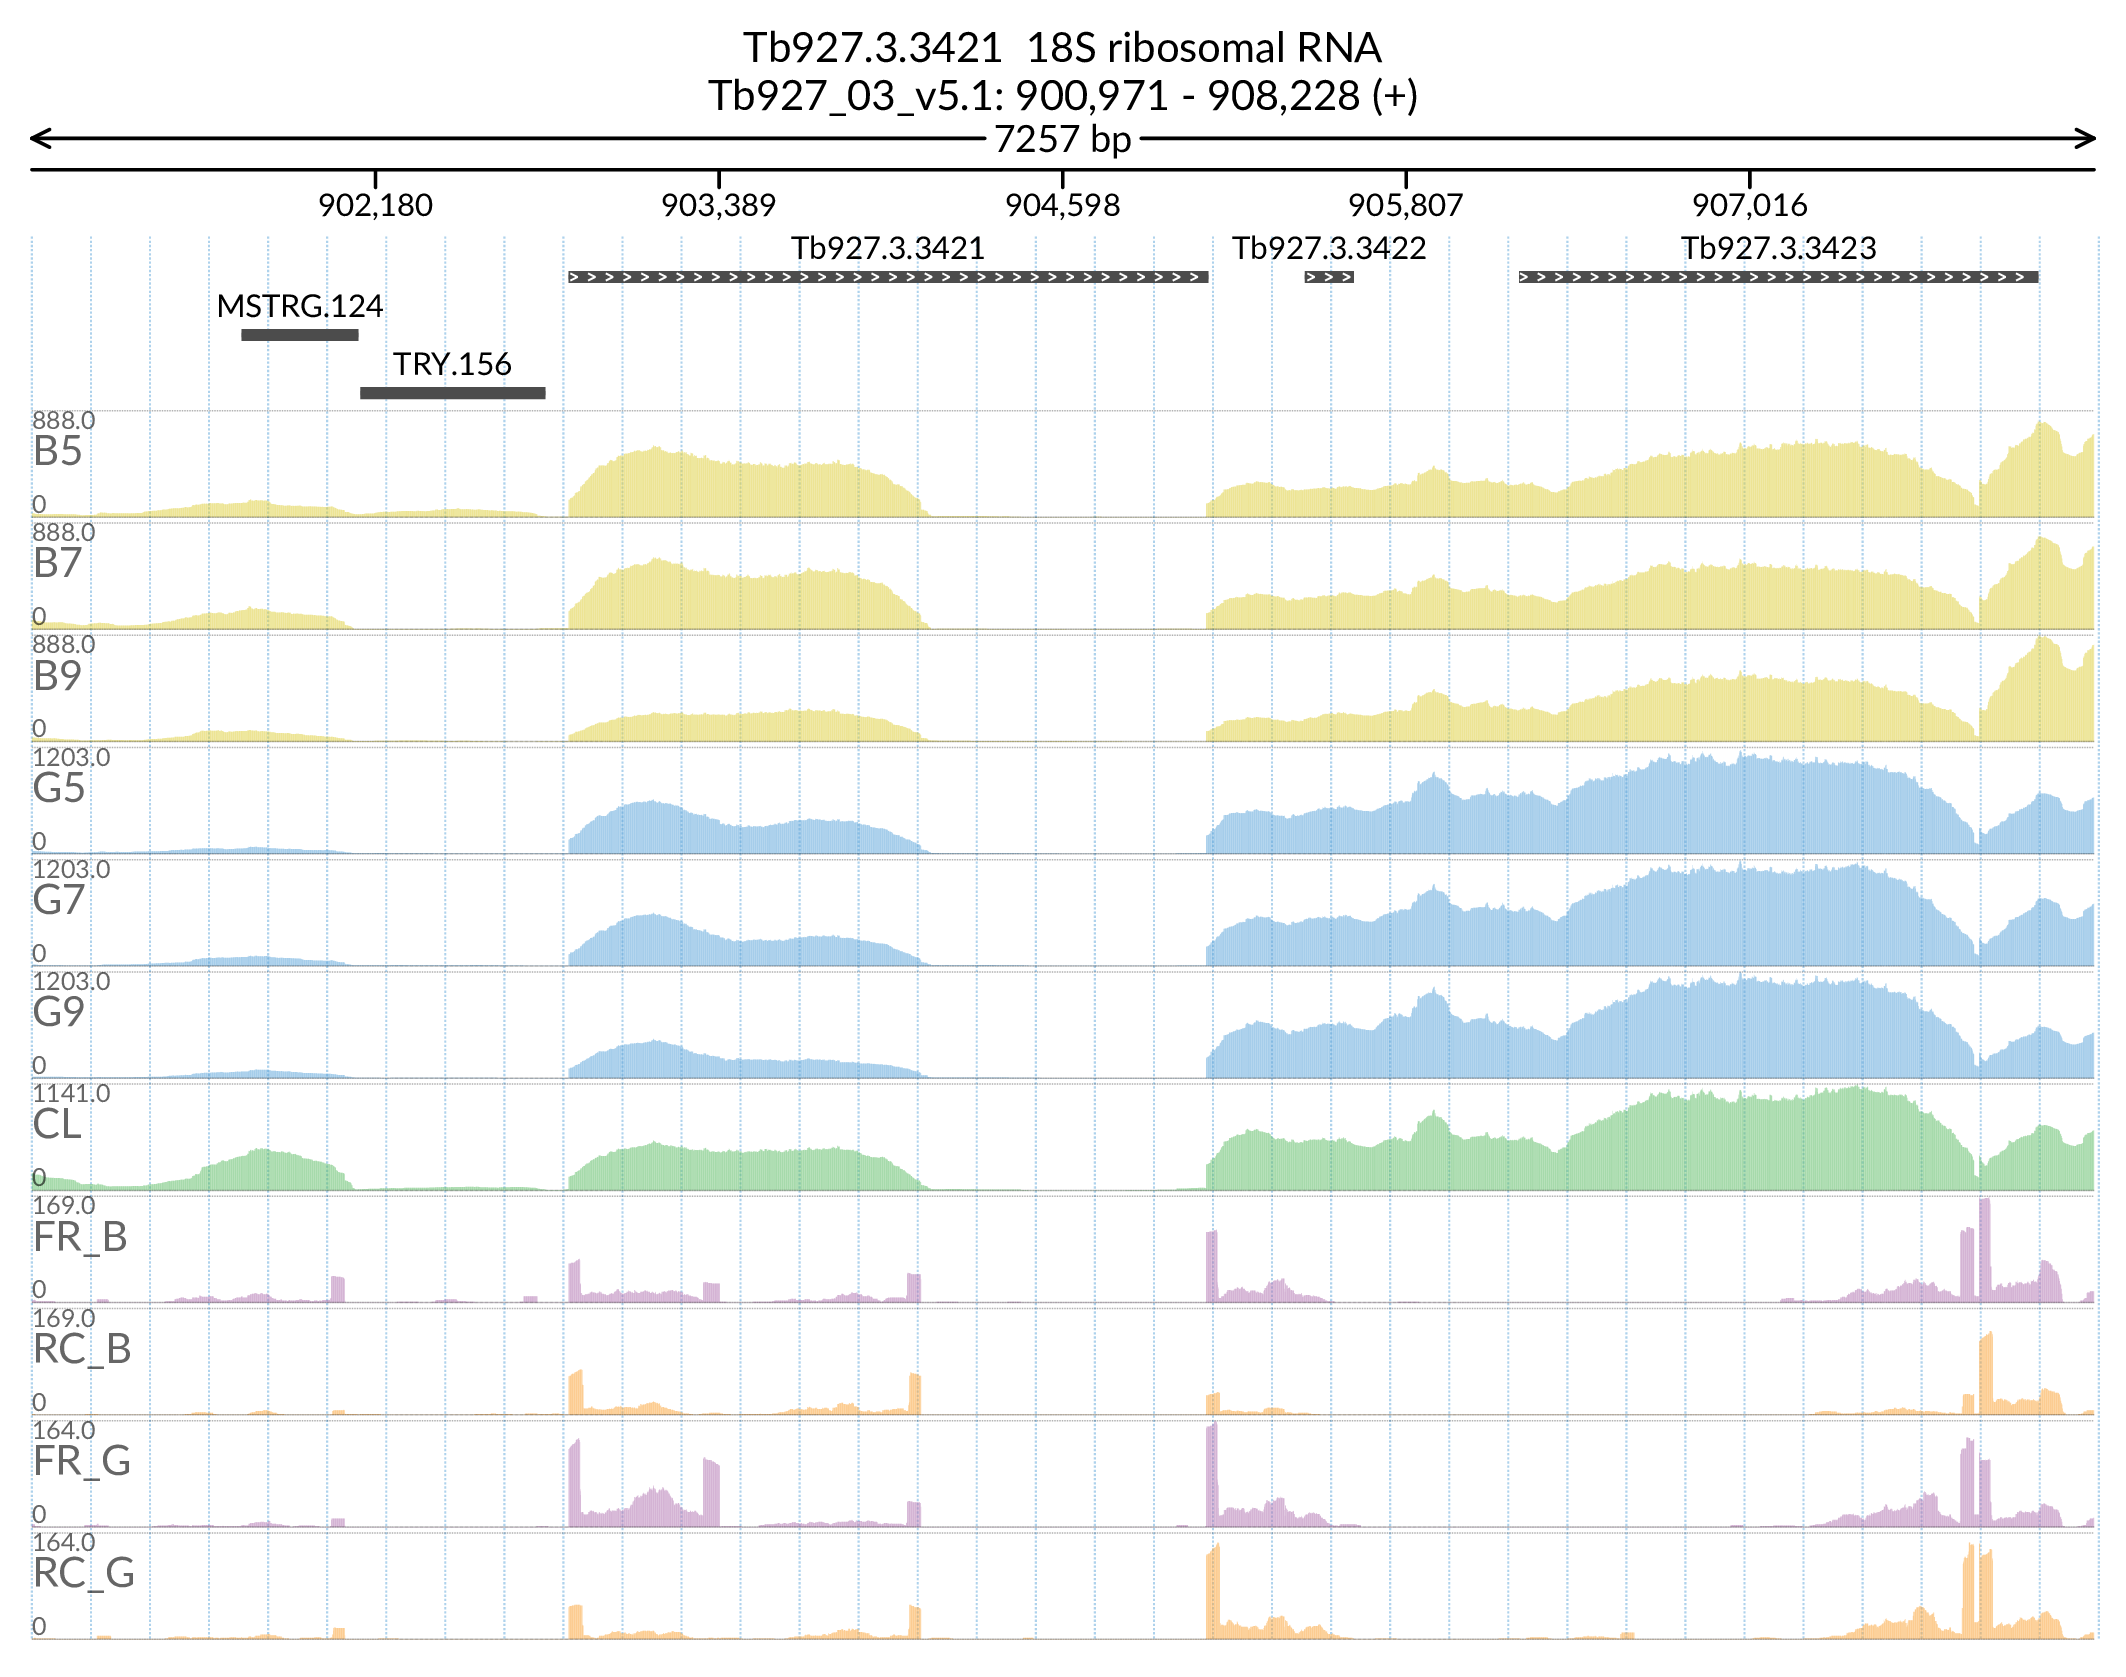 Tb927.3.3421  18S ribosomal RNA
Tb927_03_v5.1: 900,971 - 908,228 (+)
7257 bp
902,180 903,389 904,598 905,807 907,016
Tb927.3.3421 Tb927.3.3422 Tb927.3.3423
MSTRG.124
TRY.156
888.0
B5
0
888.0
B7
0
888.0
B9
0
1203.0
G5
0
1203.0
G7
0
1203.0
G9
0
1141.0
CL
0
169.0
FR_B
0
169.0
RC_B
0
164.0
FR_G
0
164.0
RC_G
0